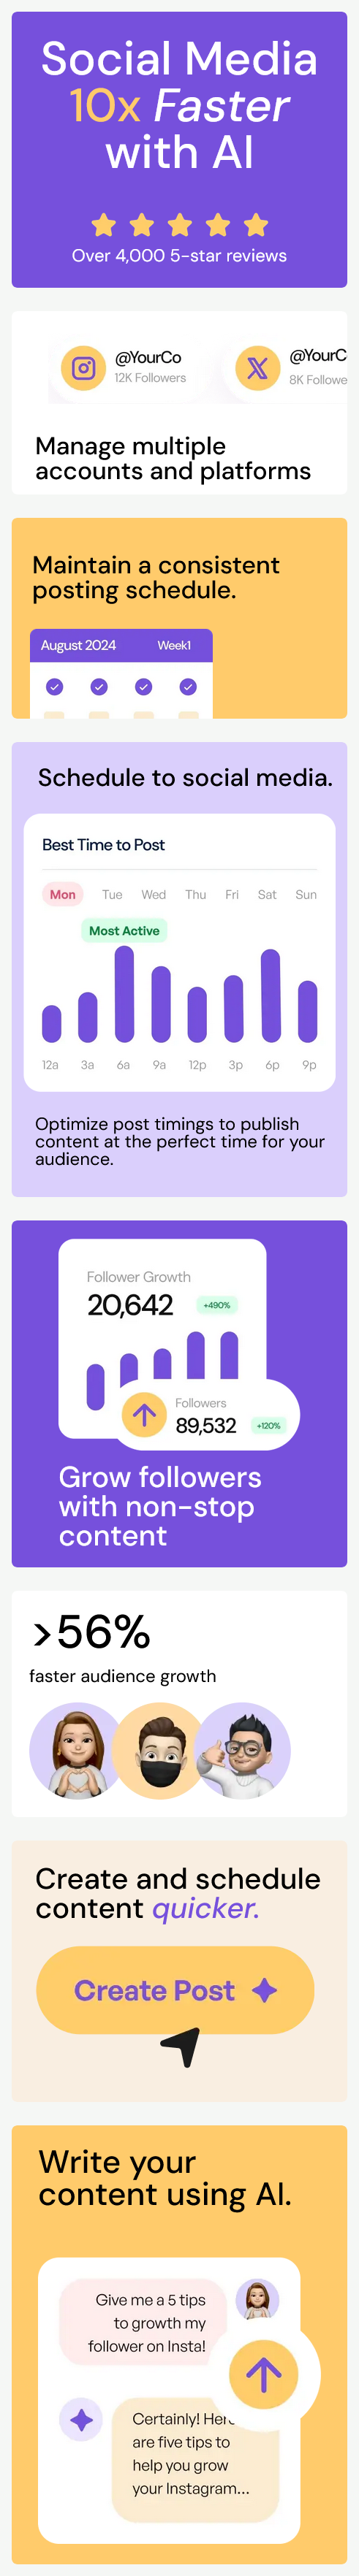 Social Media
10x Faster
with AI
Over 4,000 5-star reviews
@YourCo
12K Followers
@YourC
8K Followe
Manage multiple
accounts and platforms
Maintain a consistent
posting schedule.
August 2024 Week1
Schedule to social media.
Best Time to Post
Mon Tue Wed Thu Fri Sat Sun
Most Active
12a 3a 6a 9a 12p 3p 6p 9p
Optimize post timings to publish
content at the perfect time for your
audience.
Follower Growth
20,642 +490%
Followers
89,532 +120%
Grow followers
with non-stop
content
>56%
faster audience growth
Create and schedule
content quicker.
Create Post
Write your
content using AI.
Give me a 5 tips
to growth my
follower on Insta!
Certainly! Here
are five tips to
help you grow
your Instagram...